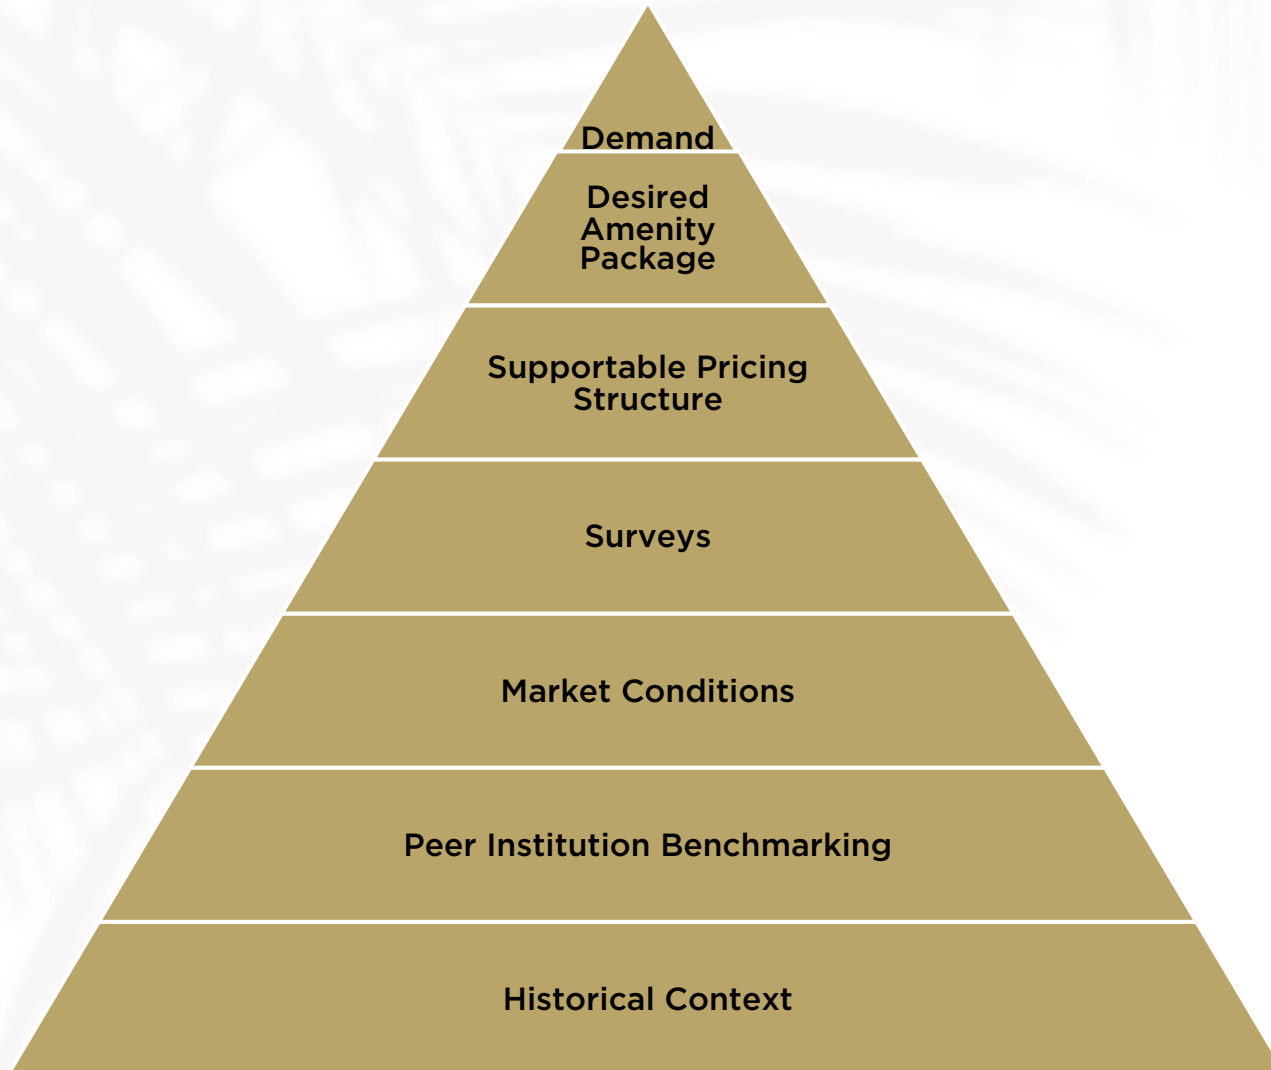 Demand
Desired
Amenity
Package
Supportable Pricing
Structure
Surveys
Market Conditions
Peer Institution Benchmarking
Historical Context